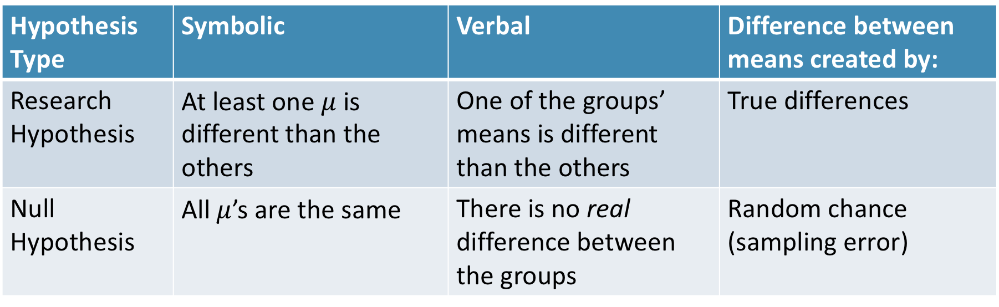 Hypothesis
Type
Symbolic
Verbal
Difference between
means created by:
Research
Hypothesis
At least one μ is
different than the
others
One of the groups’
means is different
than the others
True differences
Null
Hypothesis
All μ’s are the same
There is no real
difference between
the groups
Random chance
(sampling error)